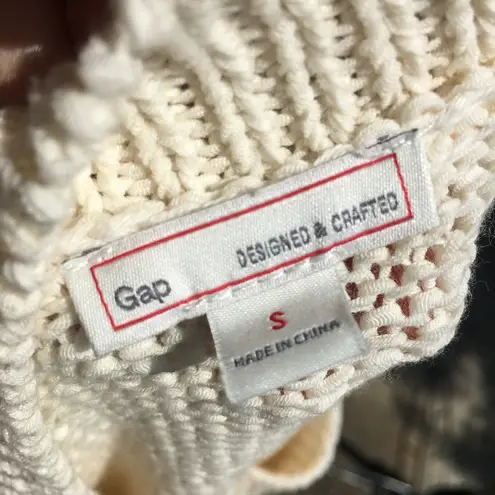 Gap DESIGNED & CRAFTED
S
MADE IN CHINA